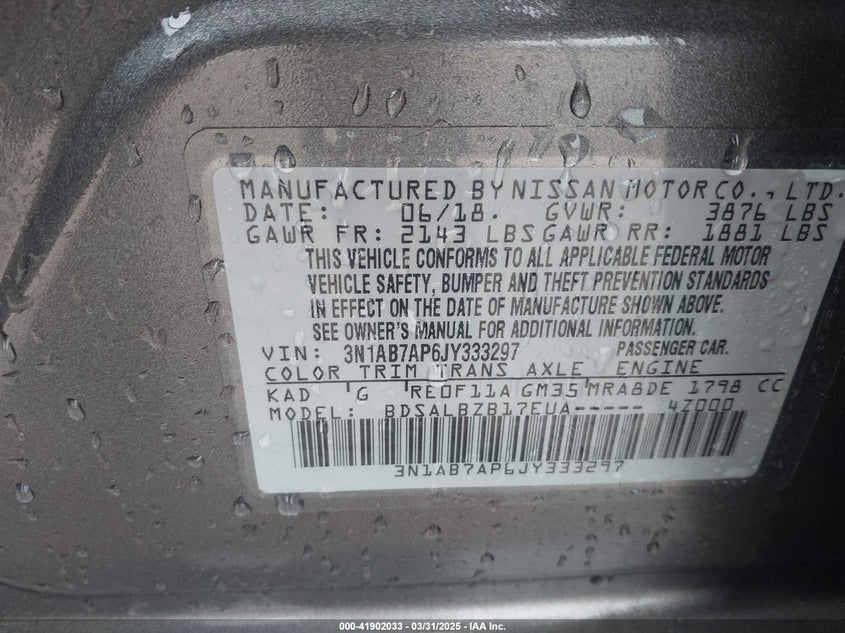 MANUFACTURED BY NISSAN MOTOR CO., LTD.
DATE: 06/18. GVWR: 3876 LBS
GAWR FR: 2143 LBS GAWR RR: 1881 LBS
THIS VEHICLE CONFORMS TO ALL APPLICABLE FEDERAL MOTOR
VEHICLE SAFETY, BUMPER AND THEFT PREVENTION STANDARDS
IN EFFECT ON THE DATE OF MANUFACTURE SHOWN ABOVE.
SEE OWNER'S MANUAL FOR ADDITIONAL INFORMATION.
VIN: 3N1AB7AP6JY333297 PASSENGER CAR.
COLOR TRIM TRANS AXLE ENGINE
KAD G RE0F11A GM35 MRA8DE 1798 CC
MODEL: BDSALBZB17EUA----- 4Z000
3N1AB7AP6JY333297
000-41902033 - 03/31/2025 - IAA Inc.